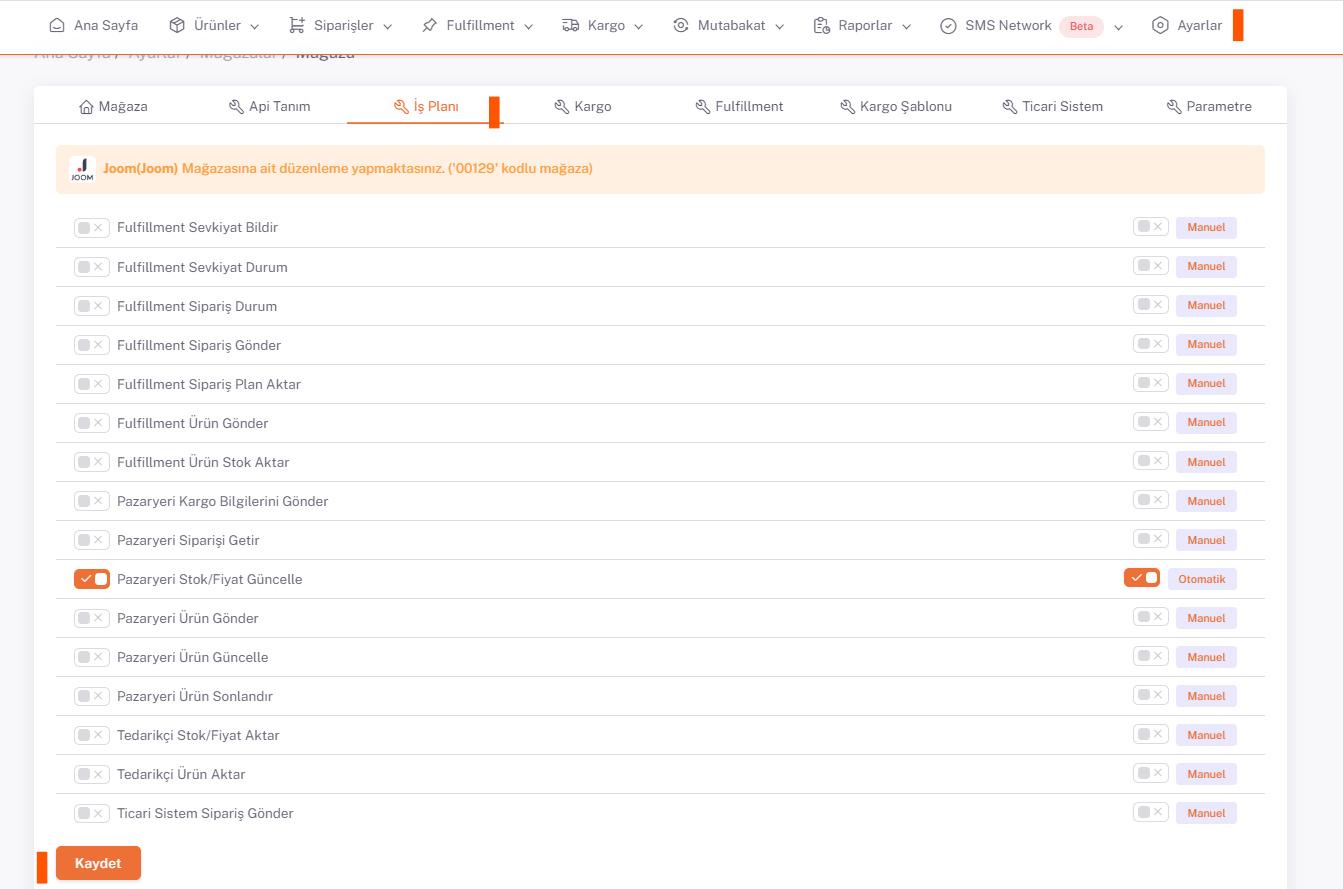 Ana Sayfa Ürünler Siparişler Fulfillment Kargo Mutabakat Raporlar SMS Network Beta Ayarlar
Ana Sayfa / Ayarlar / Mağazalar / Mağaza
Mağaza Api Tanım İş Planı Kargo Fulfillment Kargo Şablonu Ticari Sistem Parametre
JOOM Joom(Joom) Mağazasına ait düzenleme yapmaktasınız. ('00129' kodlu mağaza)
Fulfillment Sevkiyat Bildir Manuel
Fulfillment Sevkiyat Durum Manuel
Fulfillment Sipariş Durum Manuel
Fulfillment Sipariş Gönder Manuel
Fulfillment Sipariş Plan Aktar Manuel
Fulfillment Ürün Gönder Manuel
Fulfillment Ürün Stok Aktar Manuel
Pazaryeri Kargo Bilgilerini Gönder Manuel
Pazaryeri Siparişi Getir Manuel
Pazaryeri Stok/Fiyat Güncelle Otomatik
Pazaryeri Ürün Gönder Manuel
Pazaryeri Ürün Güncelle Manuel
Pazaryeri Ürün Sonlandır Manuel
Tedarikçi Stok/Fiyat Aktar Manuel
Tedarikçi Ürün Aktar Manuel
Ticari Sistem Sipariş Gönder Manuel
Kaydet